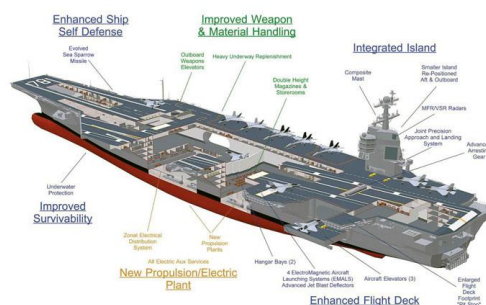 Enhanced Ship
Self Defense
Improved Weapon
& Material Handling
Integrated Island
Evolved
Sea Sparrow
Missile
Outboard
Weapons
Elevators
Heavy Underway Replenishment
Double Height
Magazines &
Storerooms
Composite
Mast
Smaller Island
Re-Positioned
Aft & Outboard
MFR/VSR Radars
Joint Precision
Approach and Landing
System
Advanc
Arrestin
Gear
78
Underwater
Protection
Improved
Survivability
Zonal Electrical
Distribution
System
New
Propulsion
Plants
All Electric Aux Services
New Propulsion/Electric
Plant
Hangar Bays (2)
4 ElectroMagnetic Aircraft
Launching Systems (EMALS)
Advanced Jet Blast Deflectors
Aircraft Elevators (3)
Enlarged
Flight
Deck
Footprint
Enhanced Flight Deck